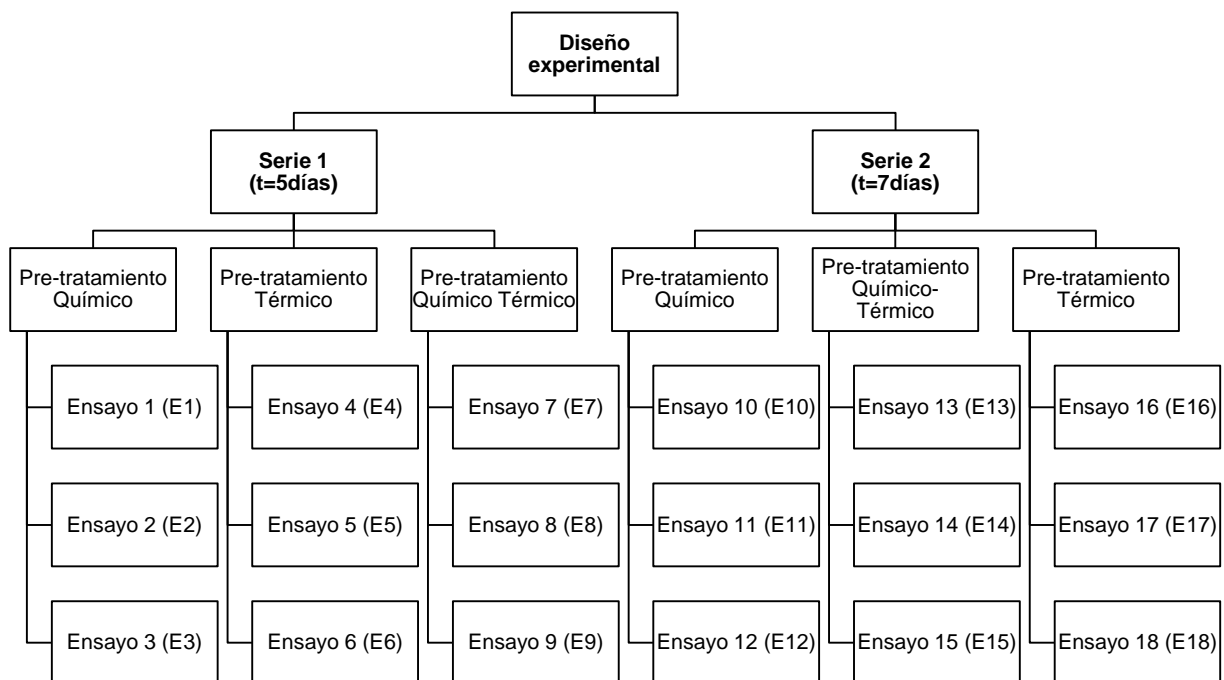 Diseño
experimental
Serie 1
(t=5días)
Serie 2
(t=7días)
Pre-tratamiento
Químico
Pre-tratamiento
Térmico
Pre-tratamiento
Químico Térmico
Pre-tratamiento
Químico
Pre-tratamiento
Químico-
Térmico
Pre-tratamiento
Térmico
Ensayo 1 (E1)
Ensayo 4 (E4)
Ensayo 7 (E7)
Ensayo 10 (E10)
Ensayo 13 (E13)
Ensayo 16 (E16)
Ensayo 2 (E2)
Ensayo 5 (E5)
Ensayo 8 (E8)
Ensayo 11 (E11)
Ensayo 14 (E14)
Ensayo 17 (E17)
Ensayo 3 (E3)
Ensayo 6 (E6)
Ensayo 9 (E9)
Ensayo 12 (E12)
Ensayo 15 (E15)
Ensayo 18 (E18)